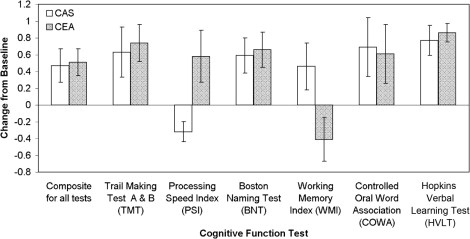 1.2
1
0.8
0.6
0.4
0.2
0
-0.2
-0.4
-0.6
-0.8
Change from Baseline
CAS
CEA
Composite
for all tests
Trail Making
Test A & B
(TMT)
Processing
Speed Index
(PSI)
Boston
Naming Test
(BNT)
Working
Memory
Index (WMI)
Controlled
Oral Word
Association
(COWA)
Hopkins
Verbal
Learning Test
(HVLT)
Cognitive Function Test